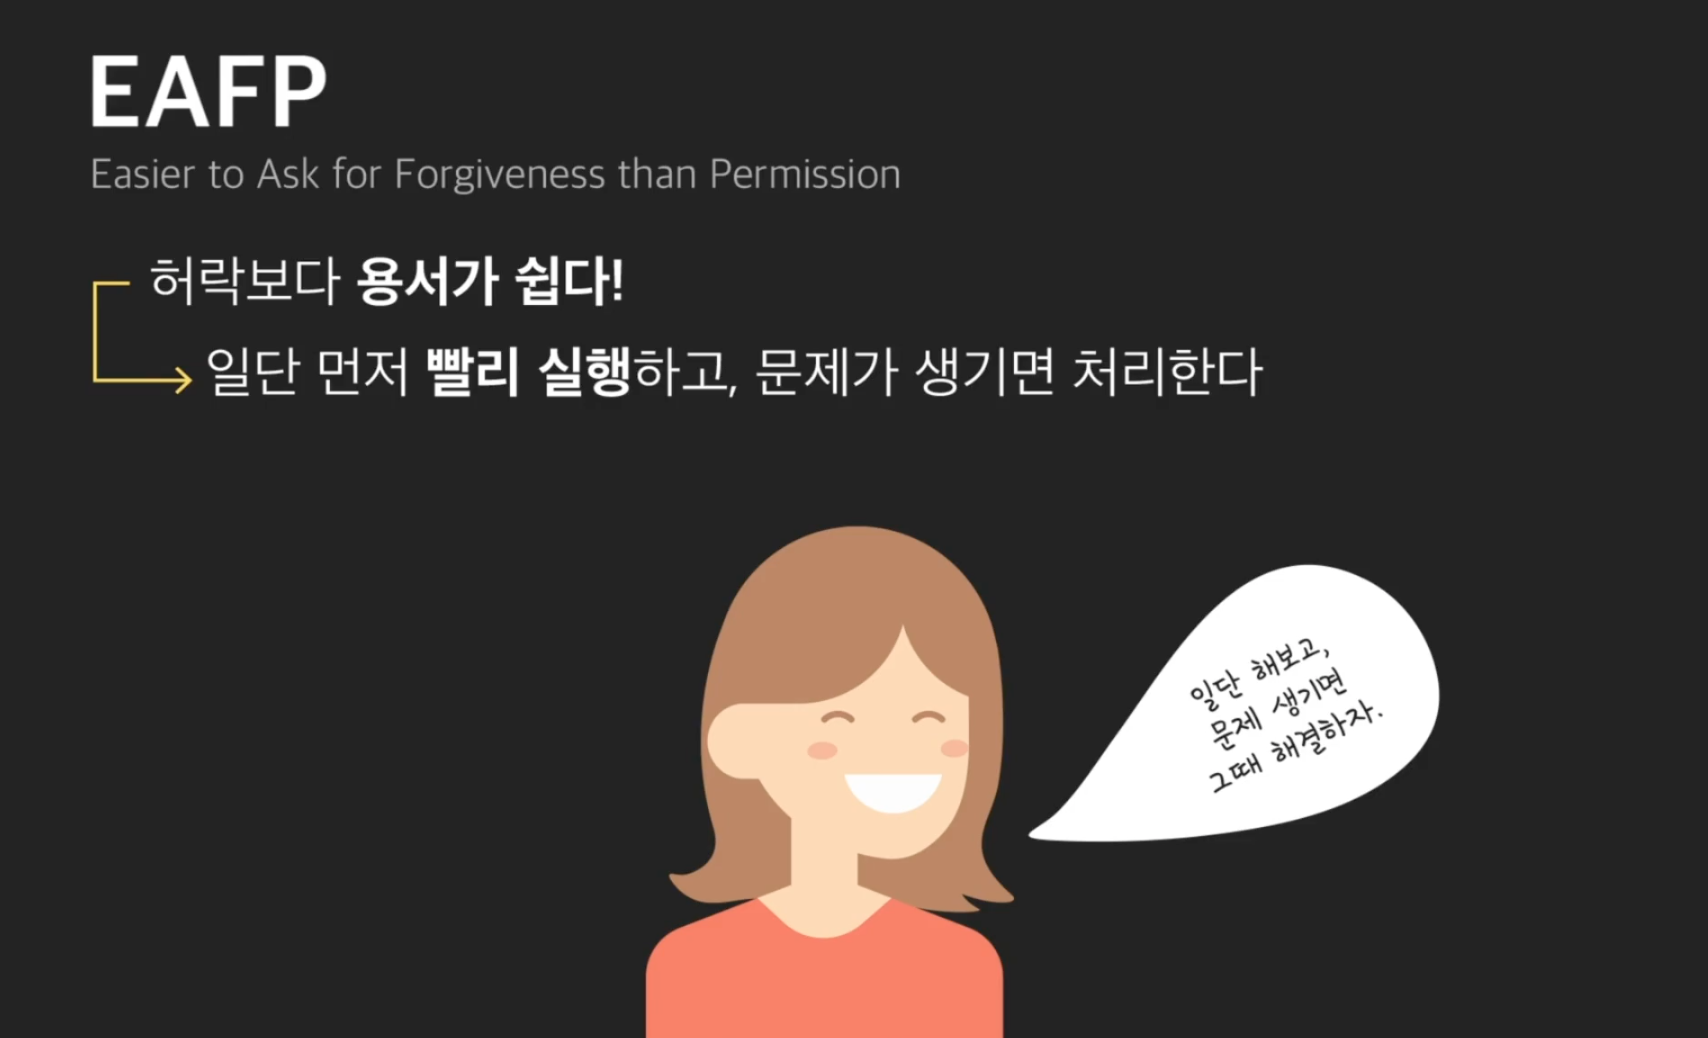 EAFP
Easier to Ask for Forgiveness than Permission
허락보다 용서가 쉽다!
일단 먼저 빨리 실행하고, 문제가 생기면 처리한다
일단 해보고,
문제 생기면
그때 해결하자.